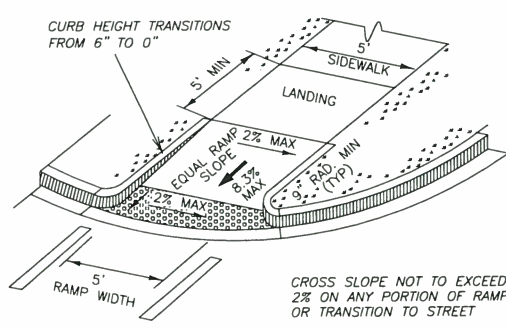 CURB HEIGHT TRANSITIONS
FROM 6" TO 0"
5' MIN
5'
SIDEWALK
LANDING
2% MAX
EQUAL RAMP
SLOPE
8.3%
MAX
9" RAD. MIN
(TYP)
2% MAX
5'
RAMP WIDTH
CROSS SLOPE NOT TO EXCEED
2% ON ANY PORTION OF RAMP
OR TRANSITION TO STREET